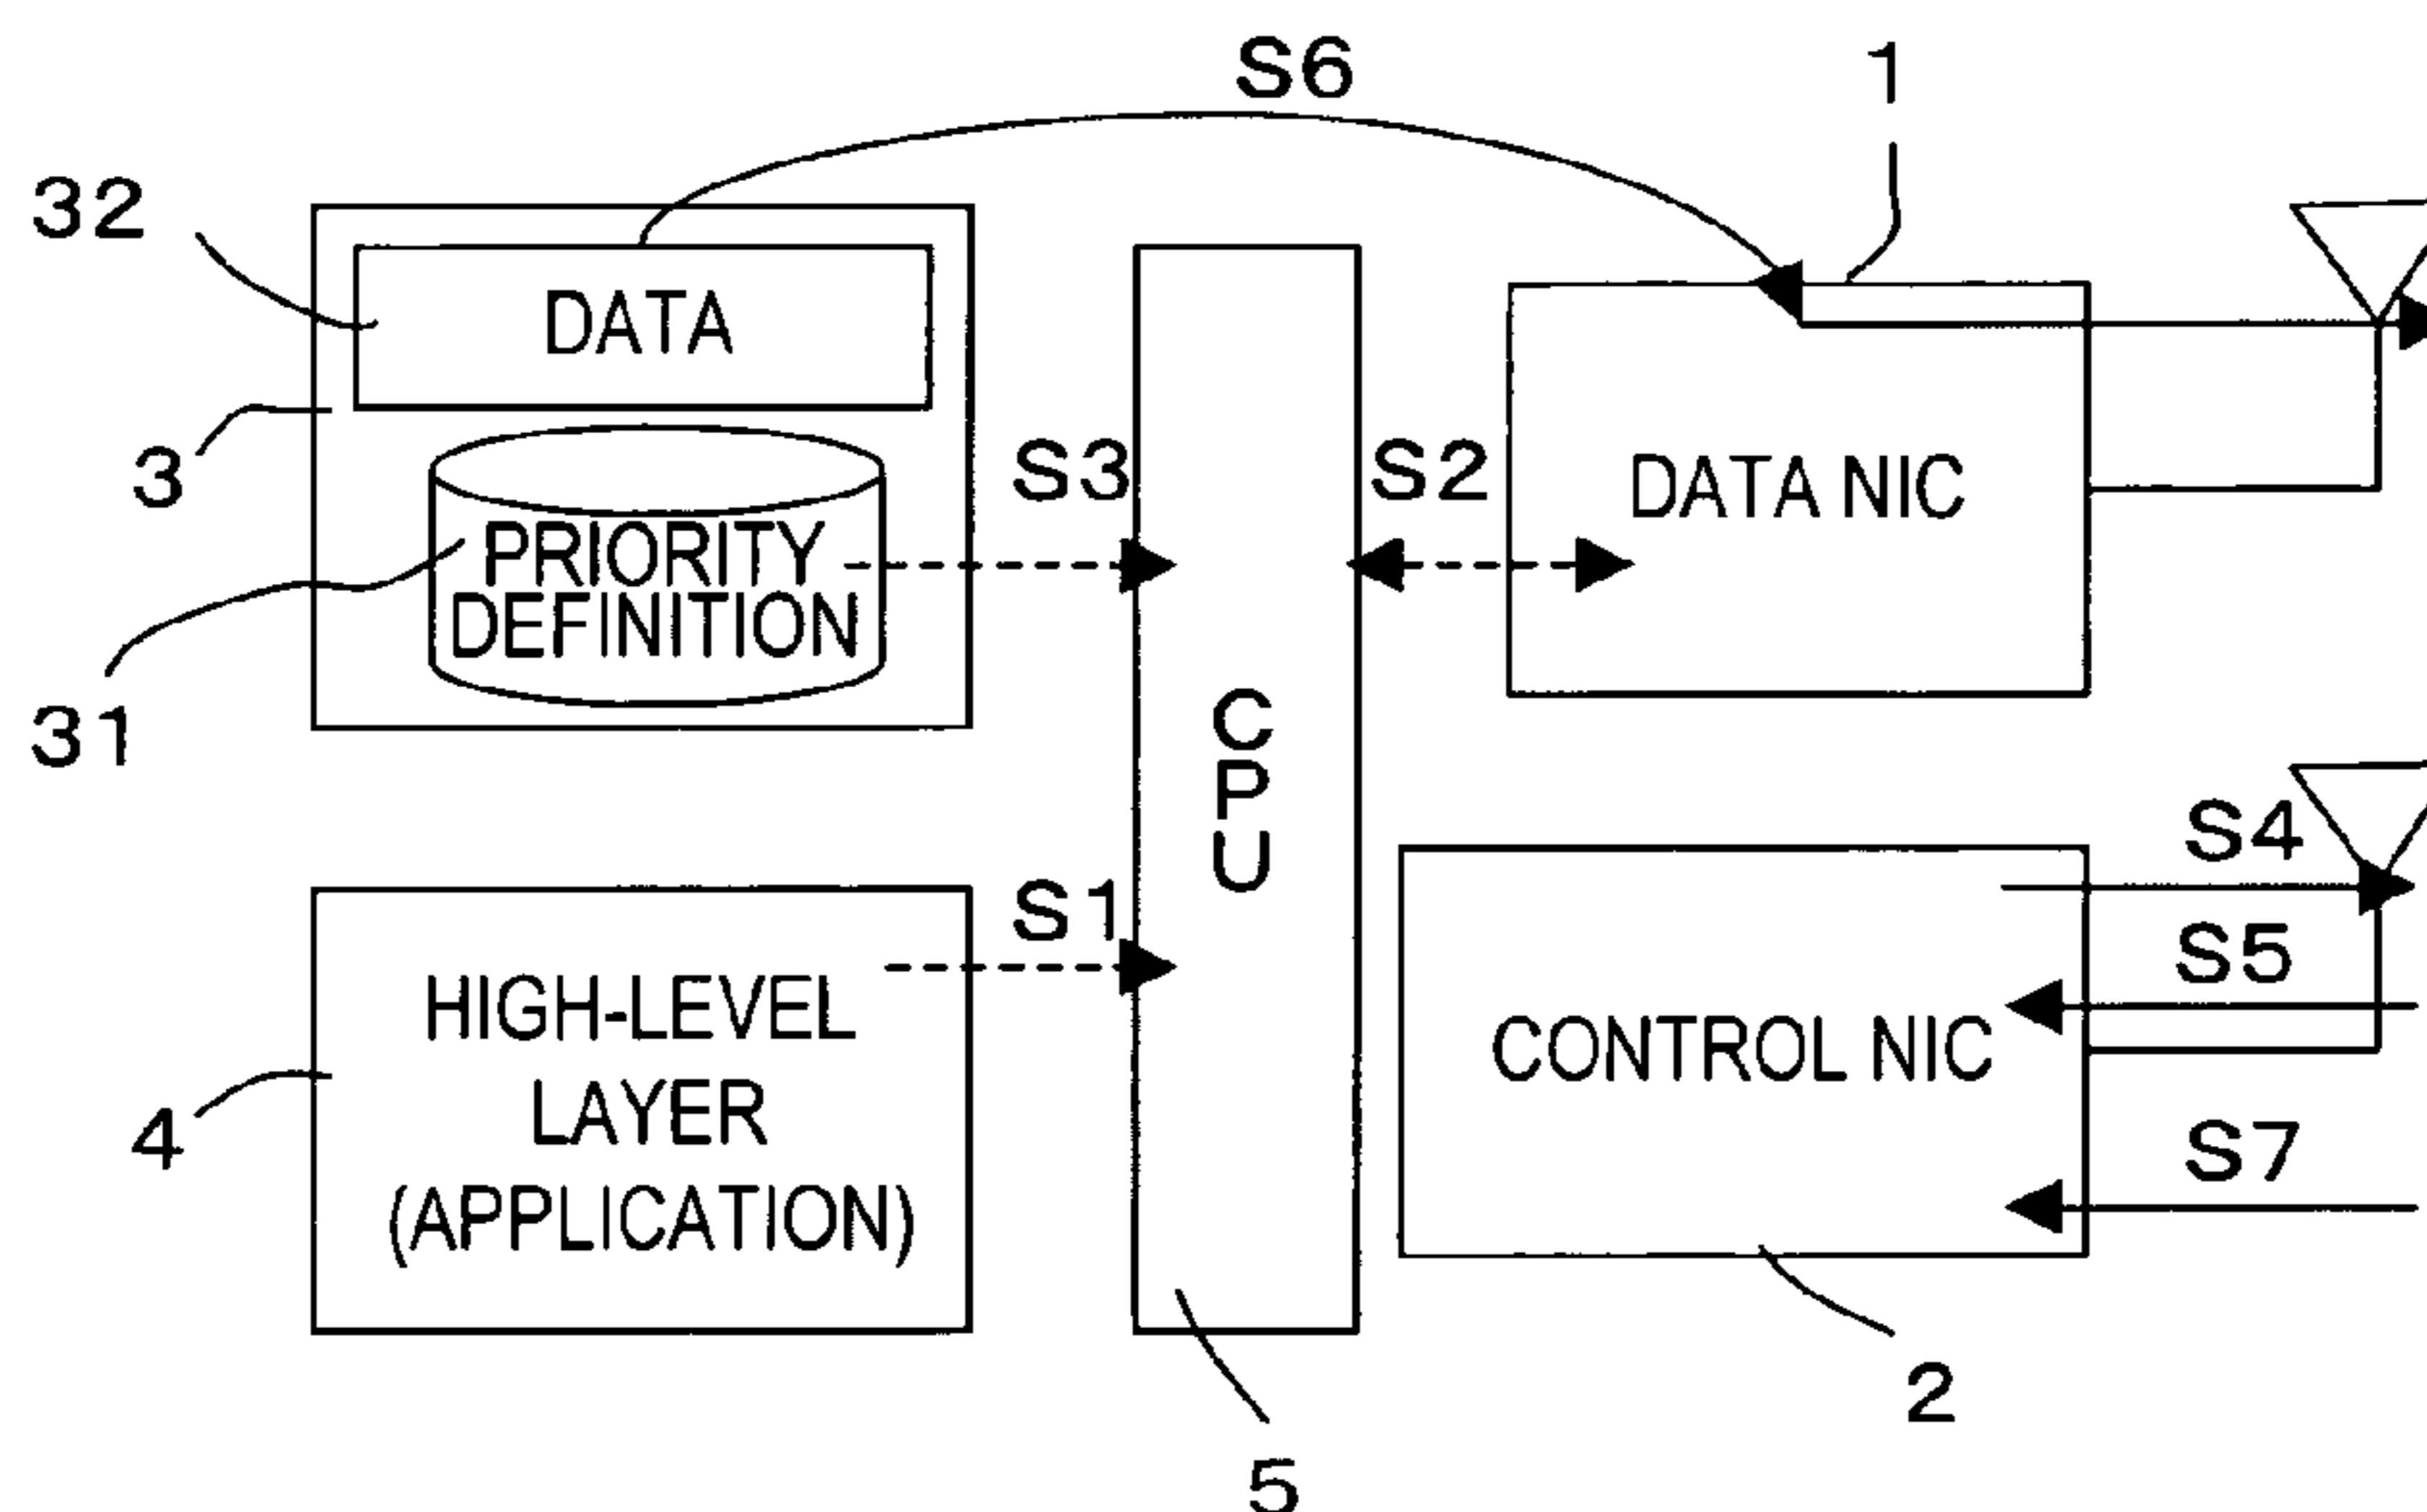 S6
1
32
DATA
3
S3
S2
DATA NIC
PRIORITY
DEFINITION
31
C
P
U
S4
S1
S5
HIGH-LEVEL
LAYER
(APPLICATION)
CONTROL NIC
4
S7
2
5